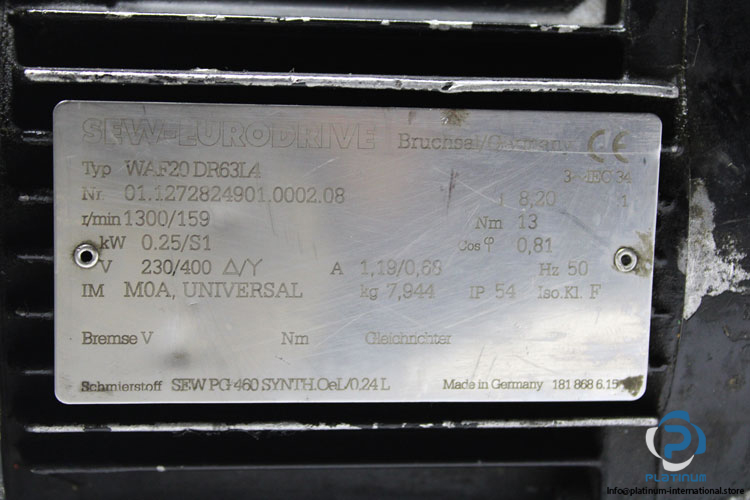 SEW-EURODRIVE Bruchsal/Germany CE
Typ WAF20 DR63L4 3~IEC 34
Nr. 01.1272824901.0002.08 i 8,20 1
r/min 1300/159 Nm 13
kW 0.25/S1 Cos φ 0,81
V 230/400 Δ/Y A 1,19/0,68 Hz 50
IM M0A, UNIVERSAL kg 7,944 IP 54 Iso.Kl. F
Bremse V Nm Gleichrichter
Schmierstoff SEW PG 460 SYNTH.Oel/0.24 L Made in Germany 181 868 6.15
PLATINUM
info@platinum-international.store